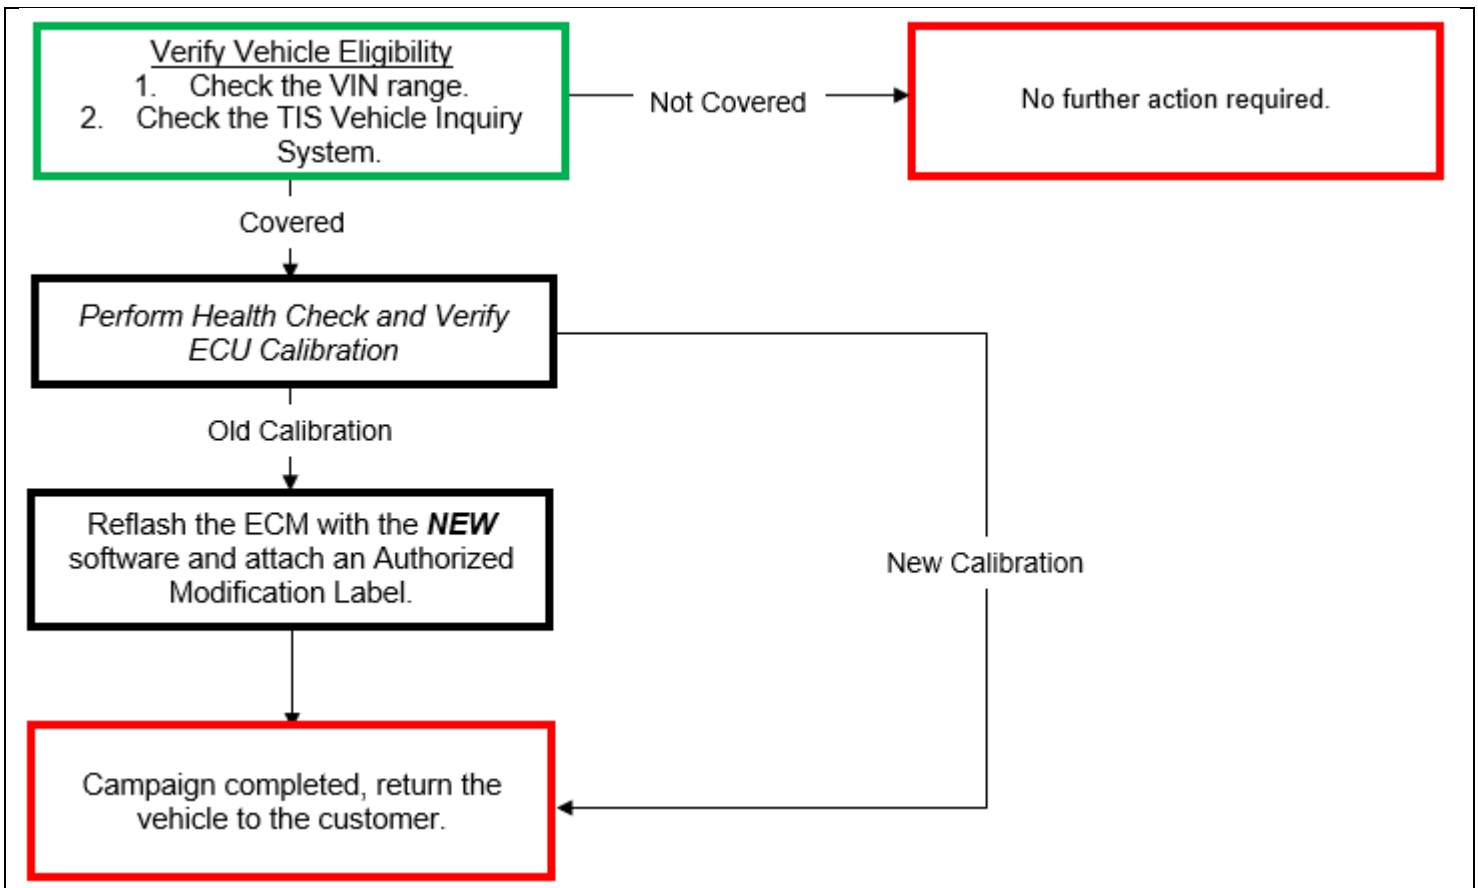 Verify Vehicle Eligibility
1. Check the VIN range.
2. Check the TIS Vehicle Inquiry
System.
Not Covered
No further action required.
Covered
Perform Health Check and Verify
ECU Calibration
Old Calibration
Reflash the ECM with the NEW
software and attach an Authorized
Modification Label.
New Calibration
Campaign completed, return the
vehicle to the customer.